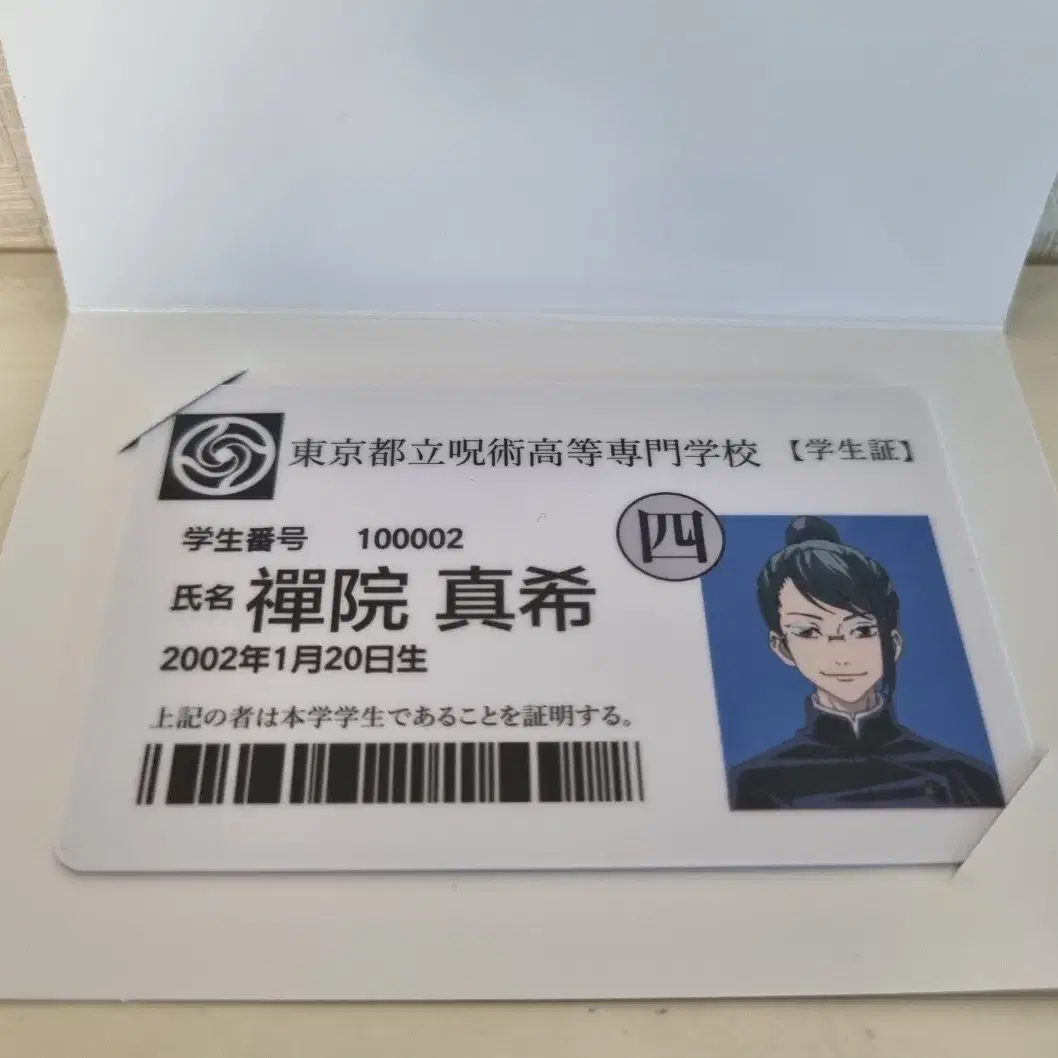 東京都立呪術高等専門学校 【学生証】
学生番号 100002
四
氏名 禪院 真希
2002年1月20日生
上記の者は本学学生であることを証明する。